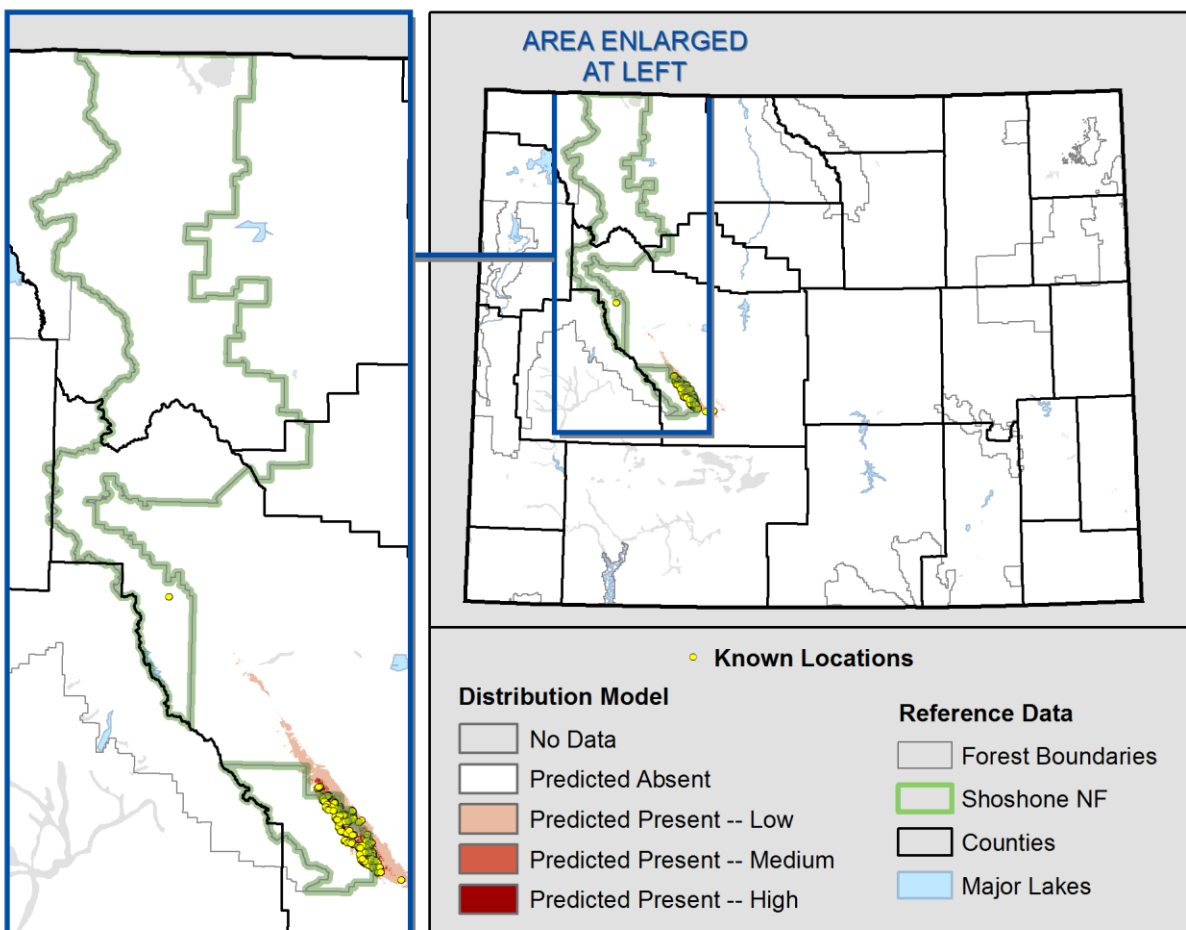 AREA ENLARGED
AT LEFT
Known Locations
Distribution Model
No Data
Predicted Absent
Predicted Present -- Low
Predicted Present -- Medium
Predicted Present -- High
Reference Data
Forest Boundaries
Shoshone NF
Counties
Major Lakes